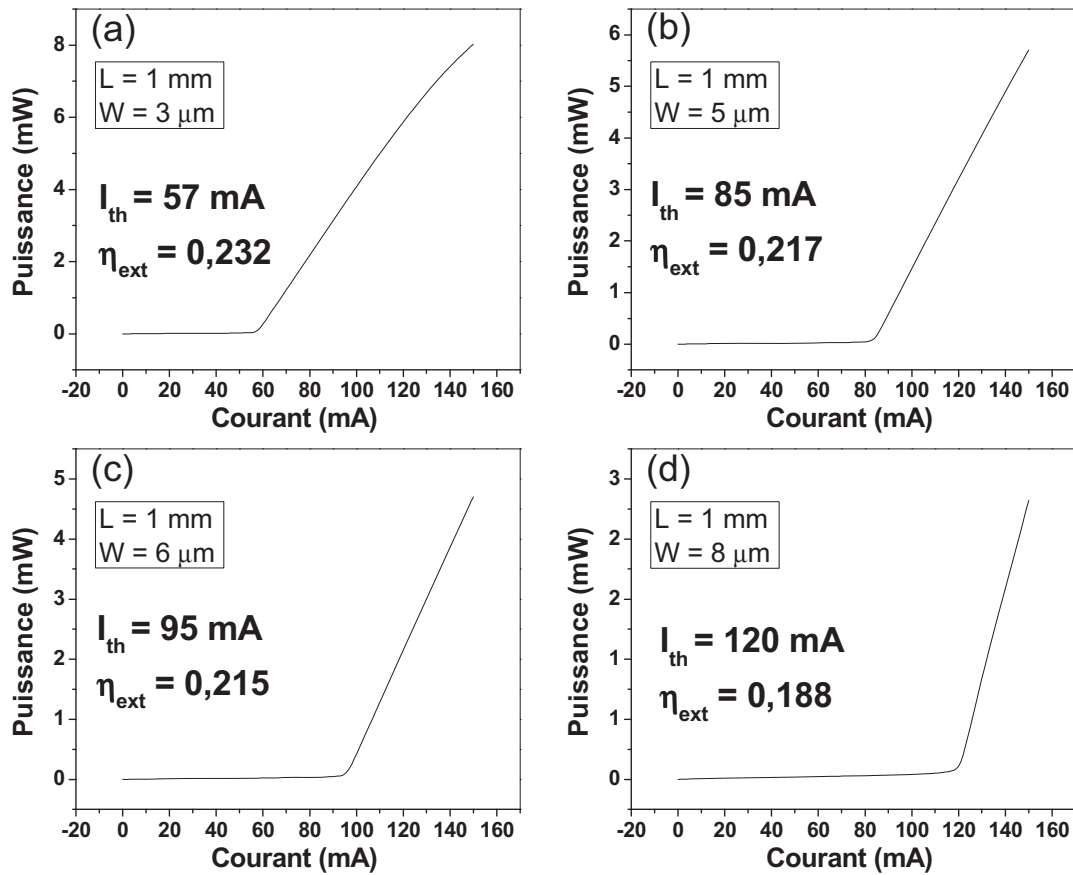 (a)
L = 1 mm
W = 3 μm
I_th = 57 mA
η_ext = 0,232
Puissance (mW)
8
6
4
2
0
-20 0 20 40 60 80 100 120 140 160
Courant (mA)
(b)
L = 1 mm
W = 5 μm
I_th = 85 mA
η_ext = 0,217
Puissance (mW)
6
5
4
3
2
1
0
-20 0 20 40 60 80 100 120 140 160
Courant (mA)
(c)
L = 1 mm
W = 6 μm
I_th = 95 mA
η_ext = 0,215
Puissance (mW)
5
4
3
2
1
0
-20 0 20 40 60 80 100 120 140 160
Courant (mA)
(d)
L = 1 mm
W = 8 μm
I_th = 120 mA
η_ext = 0,188
Puissance (mW)
3
2
2
1
1
0
-20 0 20 40 60 80 100 120 140 160
Courant (mA)